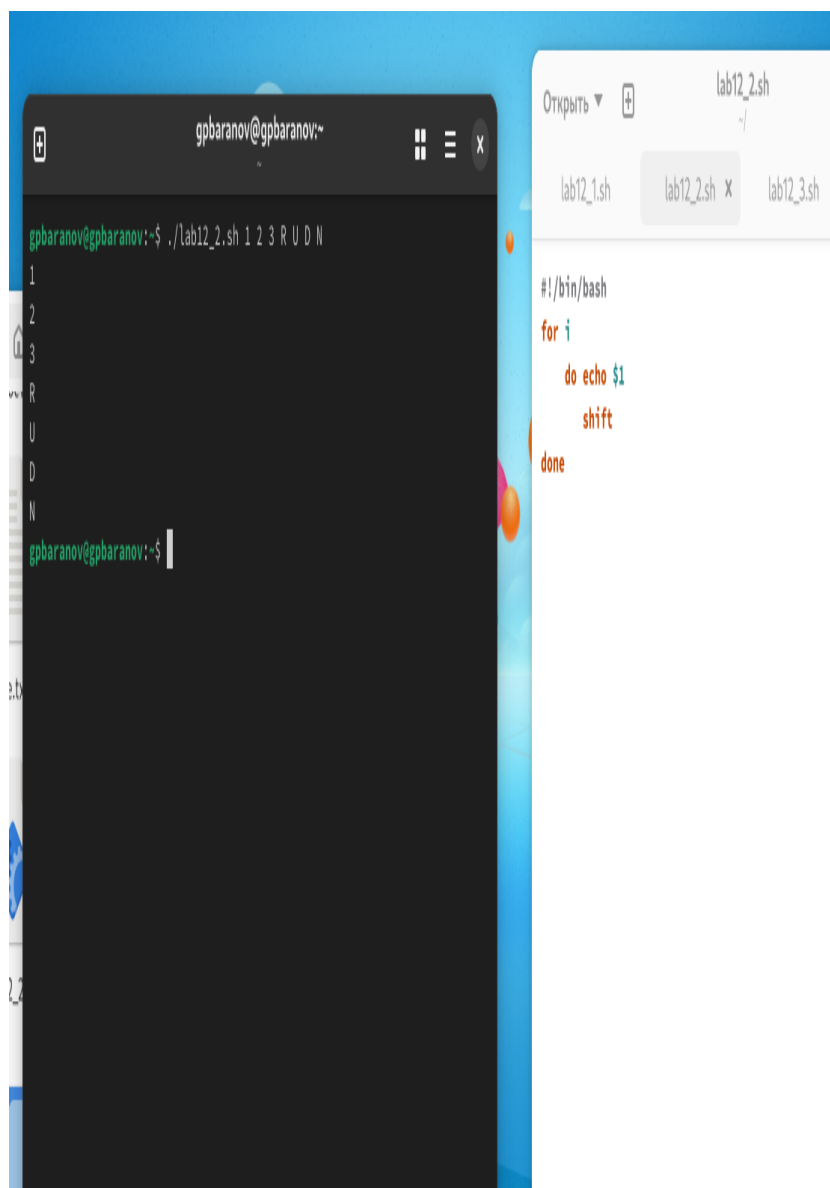 gpbaranov@gpbaranov:~
~
gpbaranov@gpbaranov:~$ ./lab12_2.sh 1 2 3 R U D N
1
2
3
R
U
D
N
gpbaranov@gpbaranov:~$
Открыть
lab12_2.sh
~/
lab12_1.sh
lab12_2.sh
lab12_3.sh
#!/bin/bash
for i
do echo $1
shift
done